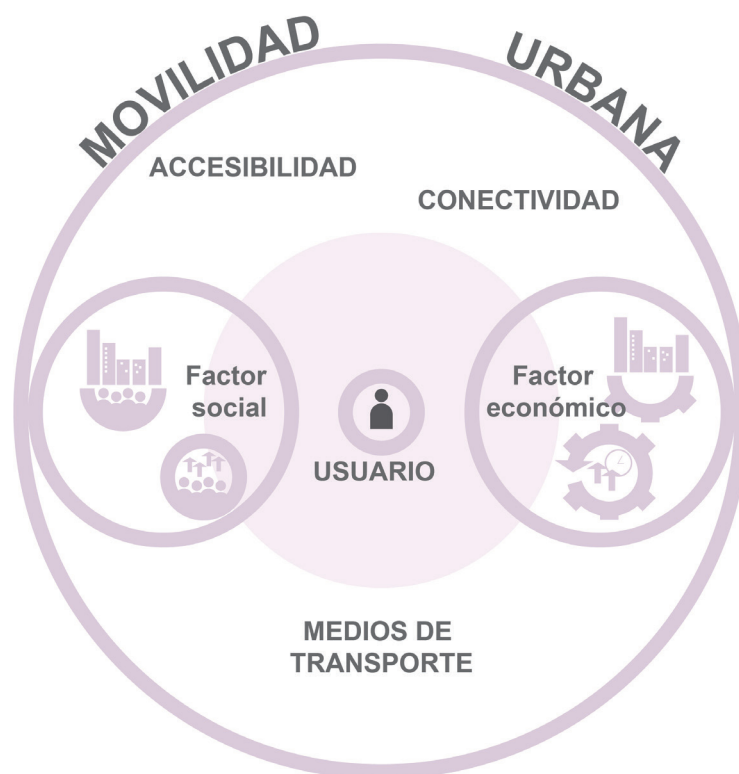 MOVILIDAD
URBANA
ACCESIBILIDAD
CONECTIVIDAD
Factor
social
Factor
económico
USUARIO
MEDIOS DE
TRANSPORTE